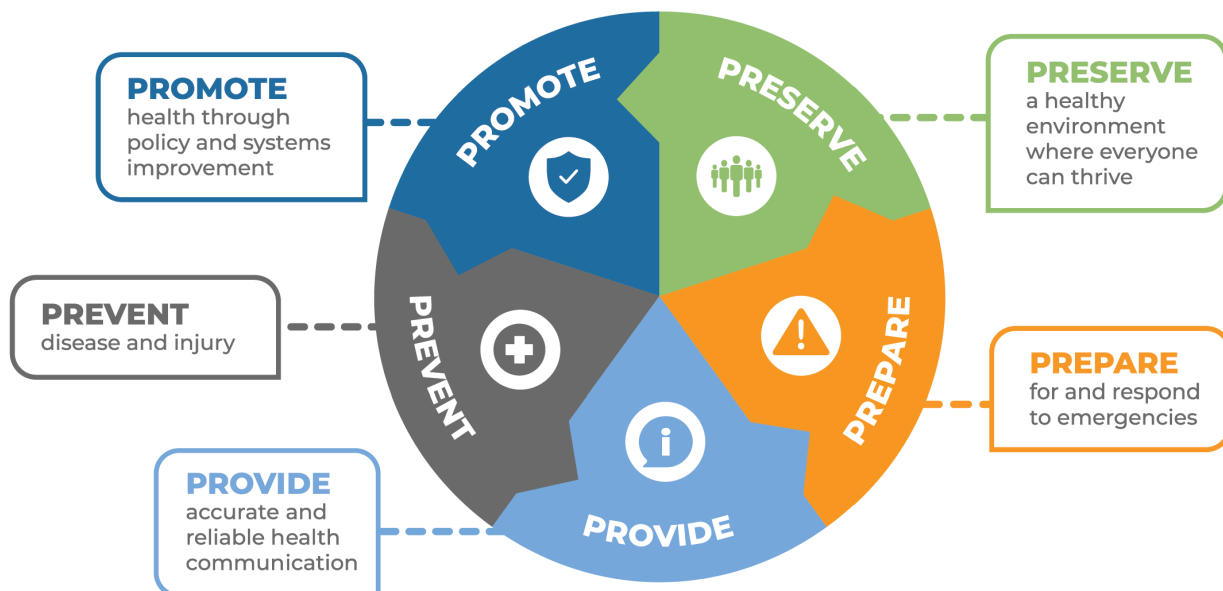 PROMOTE
health through
policy and systems
improvement
PREVENT
disease and injury
PROVIDE
accurate and
reliable health
communication
PROMOTE
PRESERVE
PREVENT
PREPARE
i
PROVIDE
PRESERVE
a healthy
environment
where everyone
can thrive
PREPARE
for and respond
to emergencies